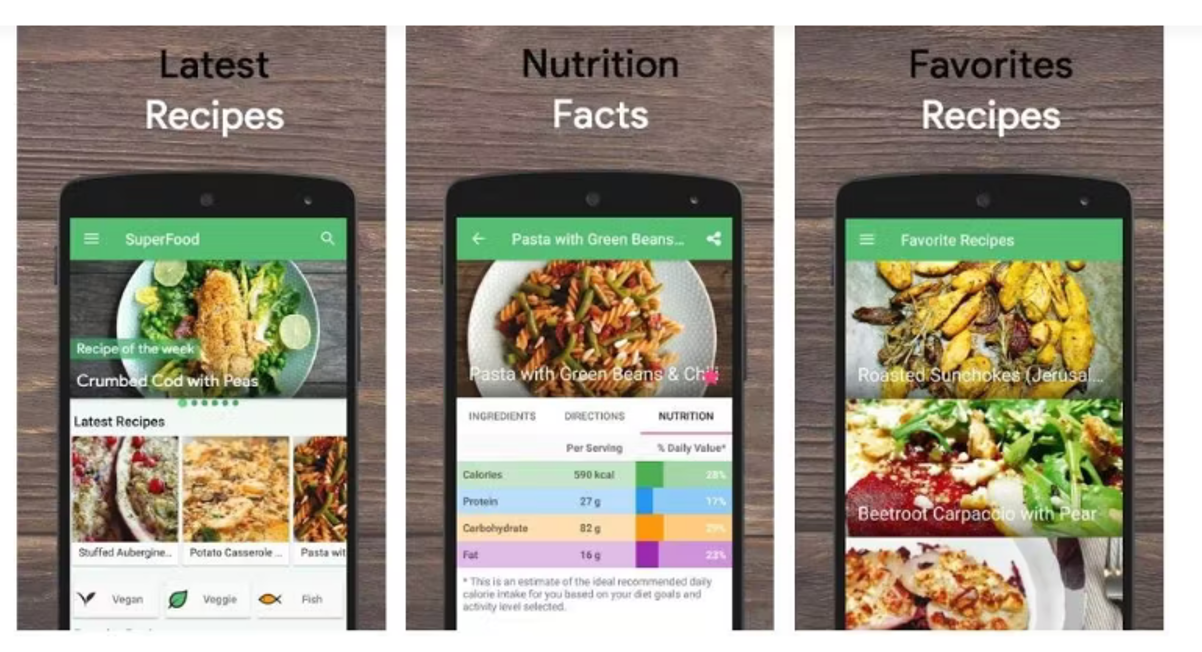 Latest
Recipes
SuperFood
Recipe of the week
Crumbed Cod with Peas
Latest Recipes
Stuffed Aubergine...
Potato Casserole ...
Pasta wit
Vegan
Veggie
Fish
Nutrition
Facts
Pasta with Green Beans...
Pasta with Green Beans & Chili
INGREDIENTS DIRECTIONS NUTRITION
Per Serving % Daily Value*
Calories 590 kcal 28%
Protein 27 g 17%
Carbohydrate 82 g 29%
Fat 16 g 23%
* This is an estimate of the ideal recommended daily
calorie intake for you based on your diet goals and
activity level selected.
Favorites
Recipes
Favorite Recipes
Roasted Sunchokes (Jerusal...
Beetroot Carpaccio with Pear